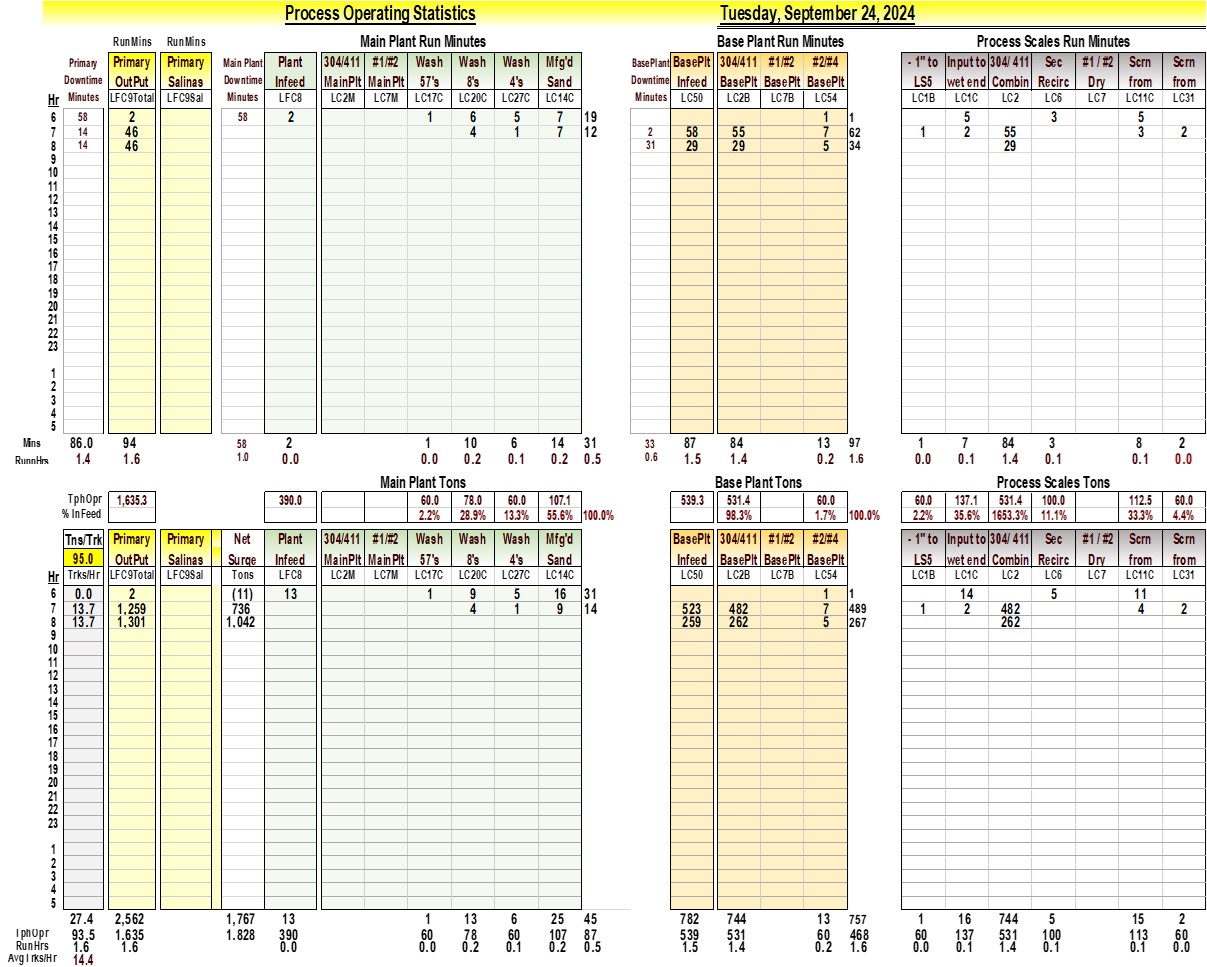 Process Operating Statistics Tuesday, September 24, 2024
RunMins RunMins Main Plant Run Minutes Base Plant Run Minutes Process Scales Run Minutes
Primary Primary Primary Main Plant Plant 304/411 #1/#2 Wash Wash Wash Mfg'd BasePlant BasePlt 304/411 #1/#2 #2/#4 - 1" to Input to 304/ 411 Sec #1 / #2 Scrn Scrn
Downtime OutPut Salinas Downtime Infeed MainPlt MainPlt 57's 8's 4's Sand Downtime Infeed BasePlt BasePlt BasePlt LS5 wet end Combin Recirc Dry from from
Hr Minutes LFC9Total LFC9Sal Minutes LFC8 LC2M LC7M LC17C LC20C LC27C LC14C Minutes LC50 LC2B LC7B LC54 LC1B LC1C LC2 LC6 LC7 LC11C LC31
6 58 2 58 2 1 6 5 7 19 1 1 5 3 5
7 14 46 4 1 7 12 2 58 55 7 62 1 2 55 3 2
8 14 46 31 29 29 5 34 29
9
10
11
12
13
14
15
16
17
18
19
20
21
22
23
1
2
3
4
5
Mins 86.0 94 58 2 1 10 6 14 31 33 87 84 13 97 1 7 84 3 8 2
RunnHrs 1.4 1.6 1.0 0.0 0.0 0.2 0.1 0.2 0.5 0.6 1.5 1.4 0.2 1.6 0.0 0.1 1.4 0.1 0.1 0.0
Main Plant Tons Base Plant Tons Process Scales Tons
TphOpr 1,635.3 390.0 60.0 78.0 60.0 107.1 539.3 531.4 60.0 60.0 137.1 531.4 100.0 112.5 60.0
% InFeed 2.2% 28.9% 13.3% 55.6% 100.0% 98.3% 1.7% 100.0% 2.2% 35.6% 1653.3% 11.1% 33.3% 4.4%
Tns/Trk Primary Primary Net Plant 304/411 #1/#2 Wash Wash Wash Mfg'd BasePlt 304/411 #1/#2 #2/#4 - 1" to Input to 304/ 411 Sec #1 / #2 Scrn Scrn
95.0 OutPut Salinas Surge Infeed MainPlt MainPlt 57's 8's 4's Sand Infeed BasePlt BasePlt BasePlt LS5 wet end Combin Recirc Dry from from
Hr Trks/Hr LFC9Total LFC9Sal Tons LFC8 LC2M LC7M LC17C LC20C LC27C LC14C LC50 LC2B LC7B LC54 LC1B LC1C LC2 LC6 LC7 LC11C LC31
6 0.0 2 (11) 13 1 9 5 16 31 1 1 14 5 11
7 13.7 1,259 736 4 1 9 14 523 482 7 489 1 2 482 4 2
8 13.7 1,301 1,042 259 262 5 267 262
9
10
11
12
13
14
15
16
17
18
19
20
21
22
23
1
2
3
4
5
27.4 2,562 1,767 13 1 13 6 25 45 782 744 13 757 1 16 744 5 15 2
TphOpr 93.5 1,635 1.828 390 60 78 60 107 87 539 531 60 468 60 137 531 100 113 60
RunHrs 1.6 1.6 0.0 0.0 0.2 0.1 0.2 0.5 1.5 1.4 0.2 1.6 0.0 0.1 1.4 0.1 0.1 0.0
Avg Trks/Hr 14.4